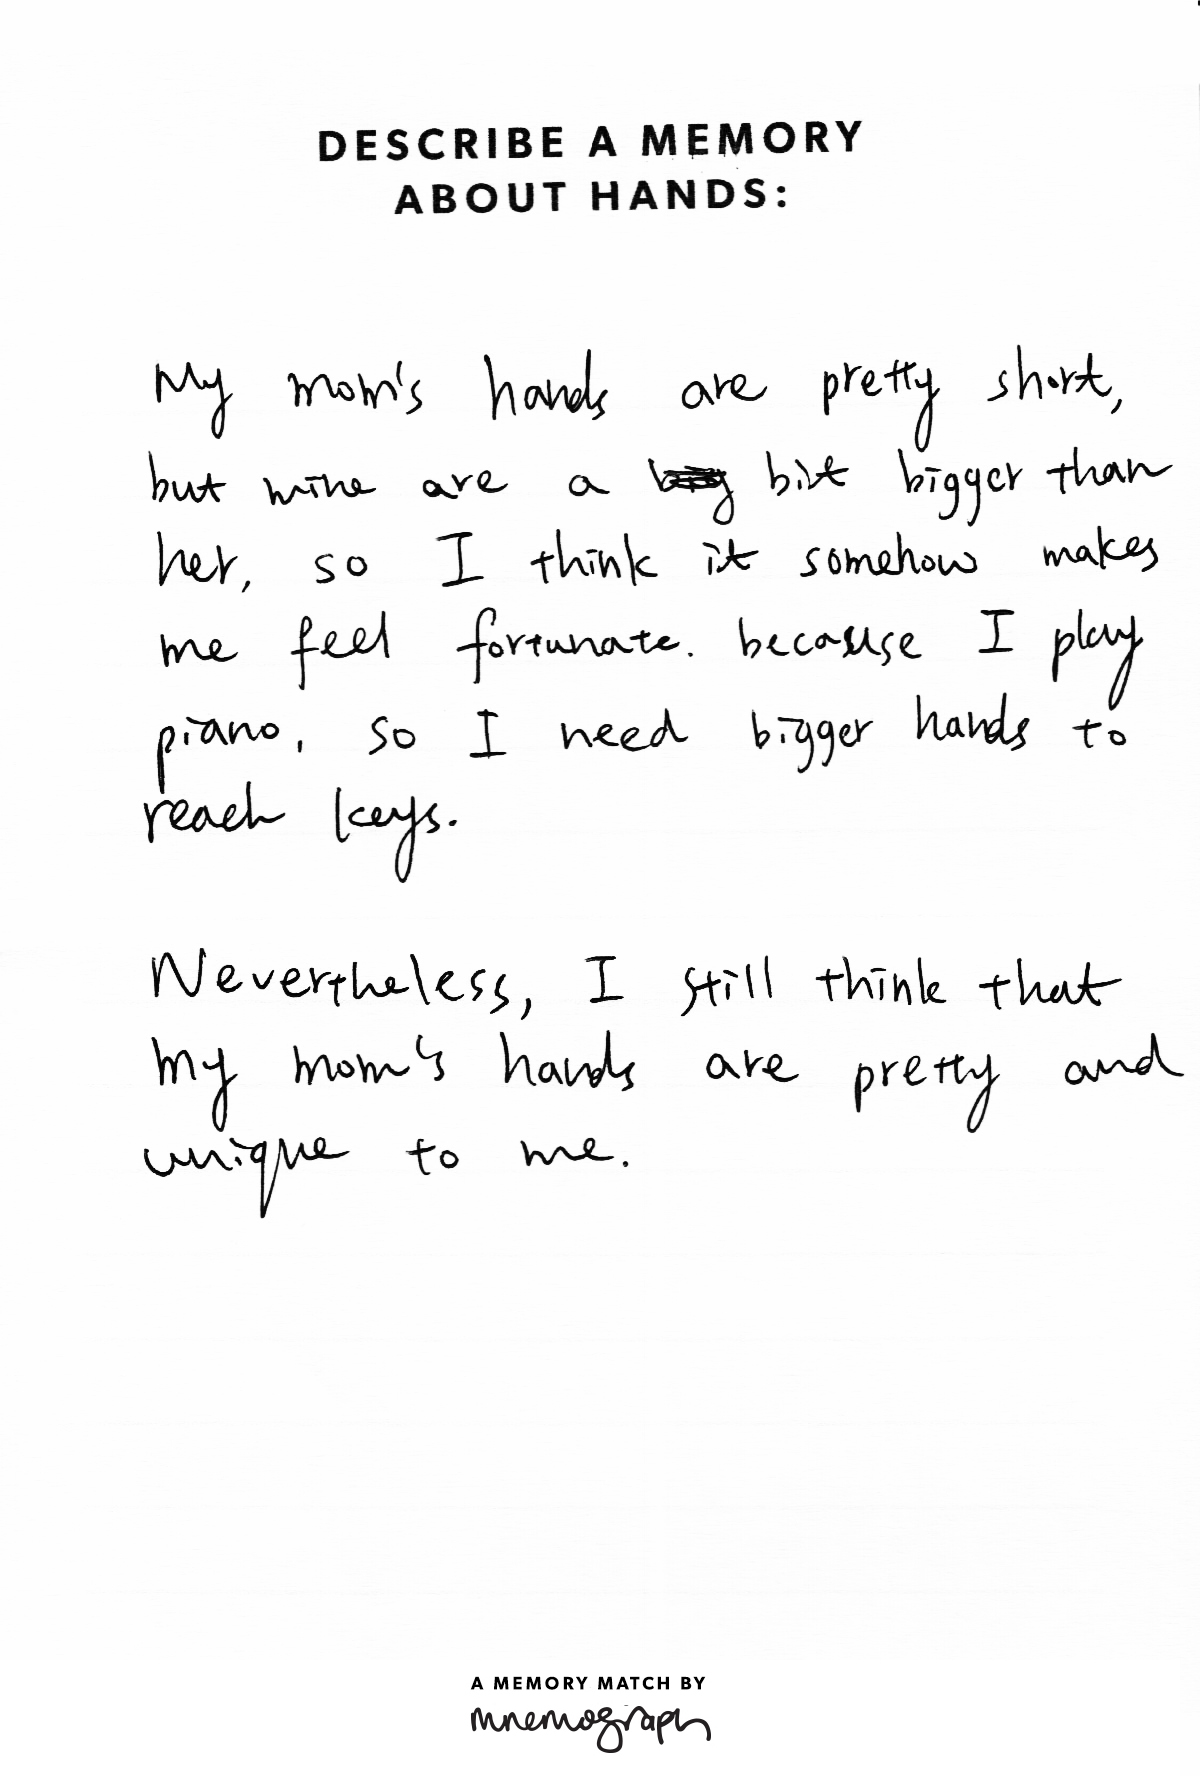 DESCRIBE A MEMORY
ABOUT HANDS:
My mom's hands are pretty short,
but mine are a bit bigger than
her, so I think it somehow makes
me feel fortunate. because I play
piano, so I need bigger hands to
reach keys.
Nevertheless, I still think that
my mom's hands are pretty and
unique to me.
A MEMORY MATCH BY
mnemograph